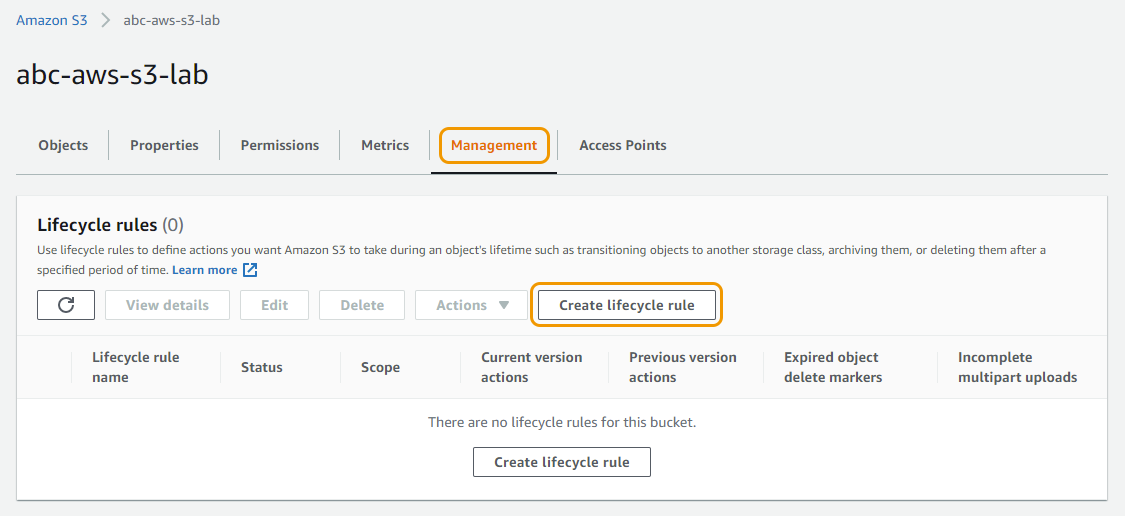 Amazon S3 > abc-aws-s3-lab
abc-aws-s3-lab
Objects Properties Permissions Metrics Management Access Points
Lifecycle rules (0)
Use lifecycle rules to define actions you want Amazon S3 to take during an object's lifetime such as transitioning objects to another storage class, archiving them, or deleting them after a
specified period of time. Learn more
View details Edit Delete Actions Create lifecycle rule
Lifecycle rule name Status Scope Current version actions Previous version actions Expired object delete markers Incomplete multipart uploads
There are no lifecycle rules for this bucket.
Create lifecycle rule